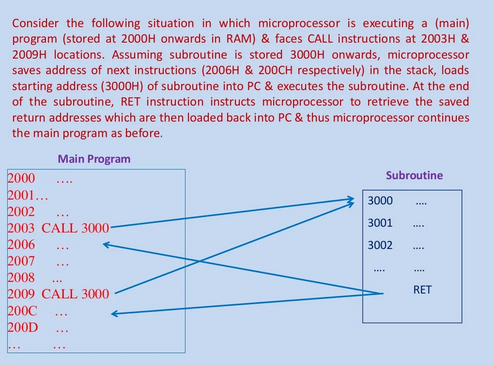 Consider the following situation in which microprocessor is executing a (main)
program (stored at 2000H onwards in RAM) & faces CALL instructions at 2003H &
2009H locations. Assuming subroutine is stored 3000H onwards, microprocessor
saves address of next instructions (2006H & 200CH respectively) in the stack, loads
starting address (3000H) of subroutine into PC & executes the subroutine. At the end
of the subroutine, RET instruction instructs microprocessor to retrieve the saved
return addresses which are then loaded back into PC & thus microprocessor continues
the main program as before.
Main Program
2000 ....
2001...
2002 ...
2003 CALL 3000
2006 ...
2007 ...
2008 ...
2009 CALL 3000
200C ...
200D ...
... ...
Subroutine
3000 ....
3001 ....
3002 ....
.... ....
RET